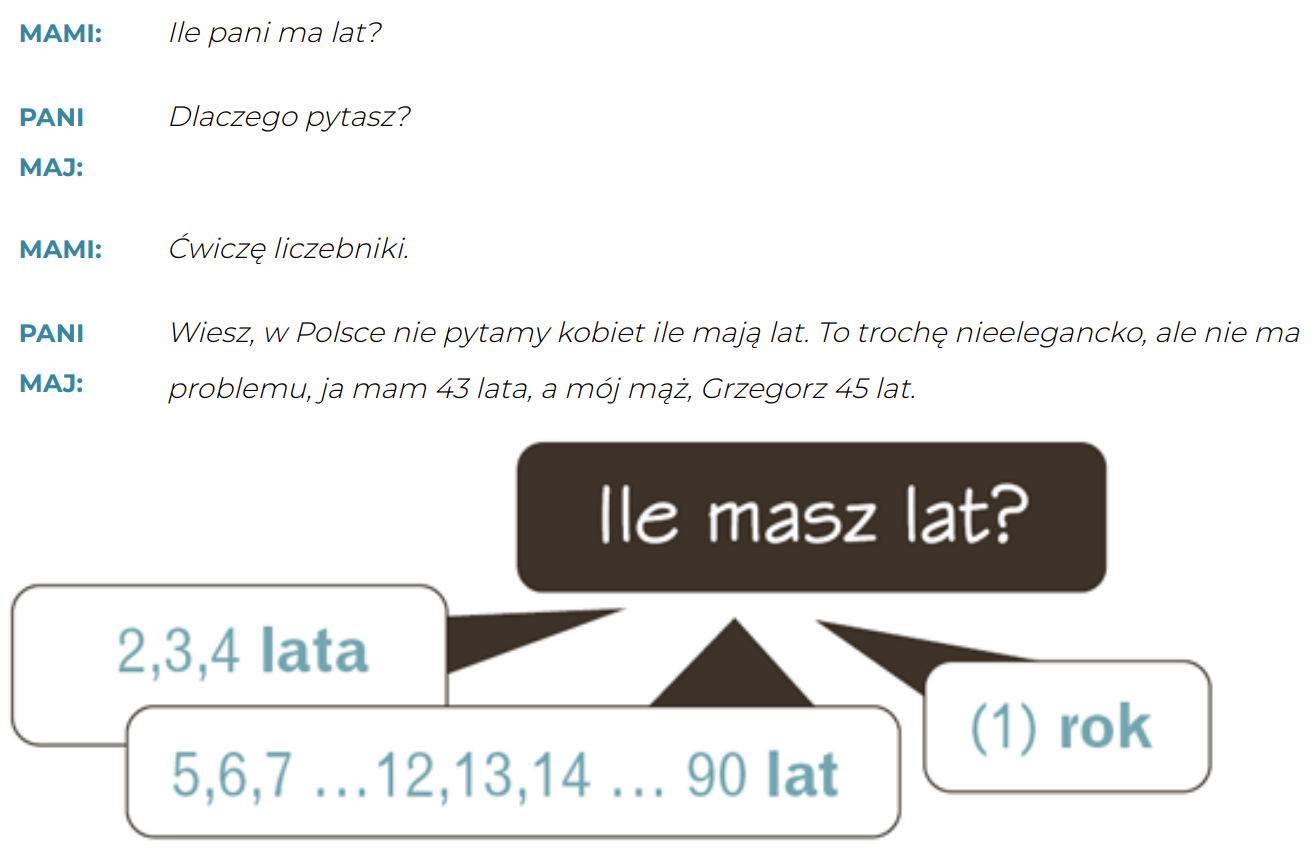 MAMI: Ile pani ma lat?
PANI Dlaczego pytasz?
MAJ:
MAMI: Ćwiczę liczebniki.
PANI Wiesz, w Polsce nie pytamy kobiet ile mają lat. To trochę nieelegancko, ale nie ma
MAJ: problemu, ja mam 43 lata, a mój mąż, Grzegorz 45 lat.
Ile masz lat?
2,3,4 lata
(1) rok
5,6,7 ...12,13,14 ... 90 lat